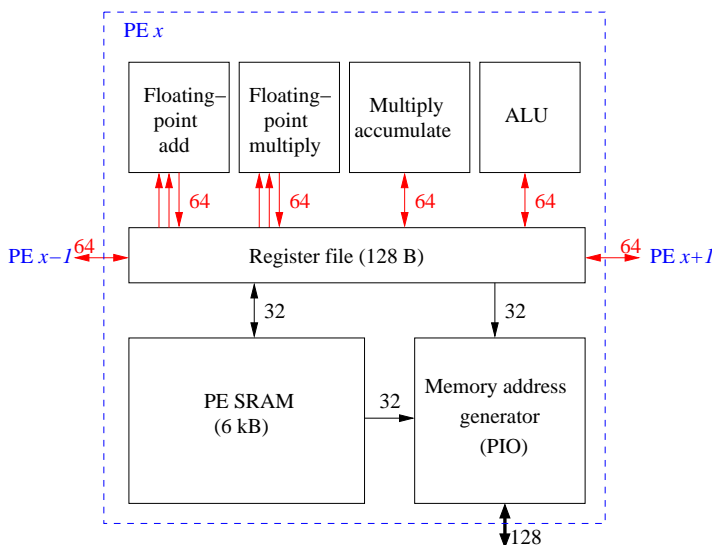 PE x
Floating–
point
add
Floating–
point
multiply
Multiply
accumulate
ALU
64
64
64
64
64
PE x–1
Register file (128 B)
64
PE x+1
32
32
PE SRAM
(6 kB)
32
Memory address
generator
(PIO)
128